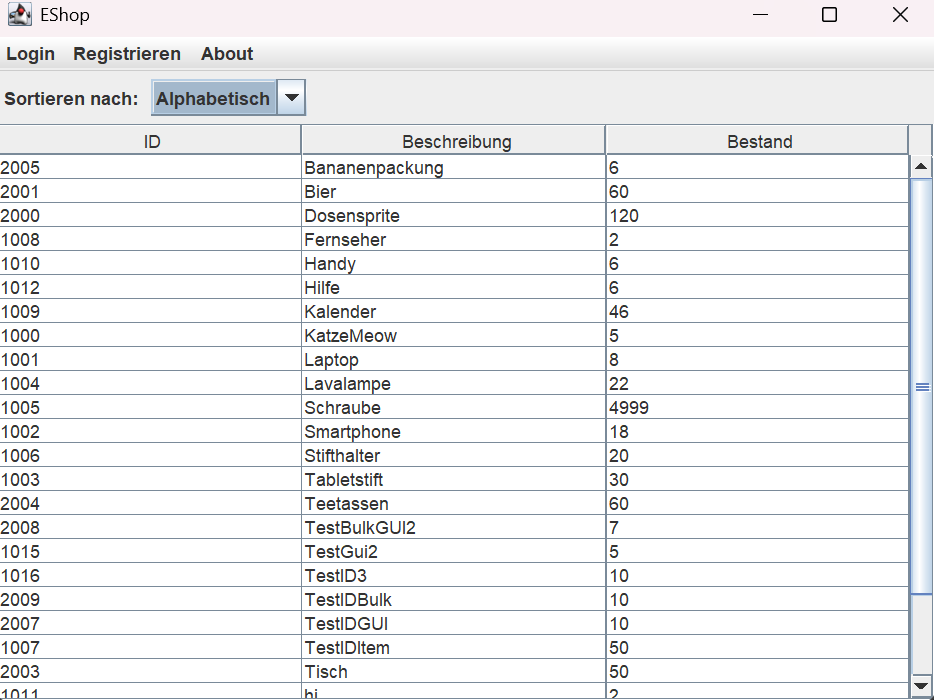 EShop
Login Registrieren About
Sortieren nach: Alphabetisch
ID Beschreibung Bestand
2005 Bananenpackung 6
2001 Bier 60
2000 Dosensprite 120
1008 Fernseher 2
1010 Handy 6
1012 Hilfe 6
1009 Kalender 46
1000 KatzeMeow 5
1001 Laptop 8
1004 Lavalampe 22
1005 Schraube 4999
1002 Smartphone 18
1006 Stifthalter 20
1003 Tabletstift 30
2004 Teetassen 60
2008 TestBulkGUI2 7
1015 TestGui2 5
1016 TestID3 10
2009 TestIDBulk 10
2007 TestIDGUI 10
1007 TestIDItem 50
2003 Tisch 50
1011 hi 2